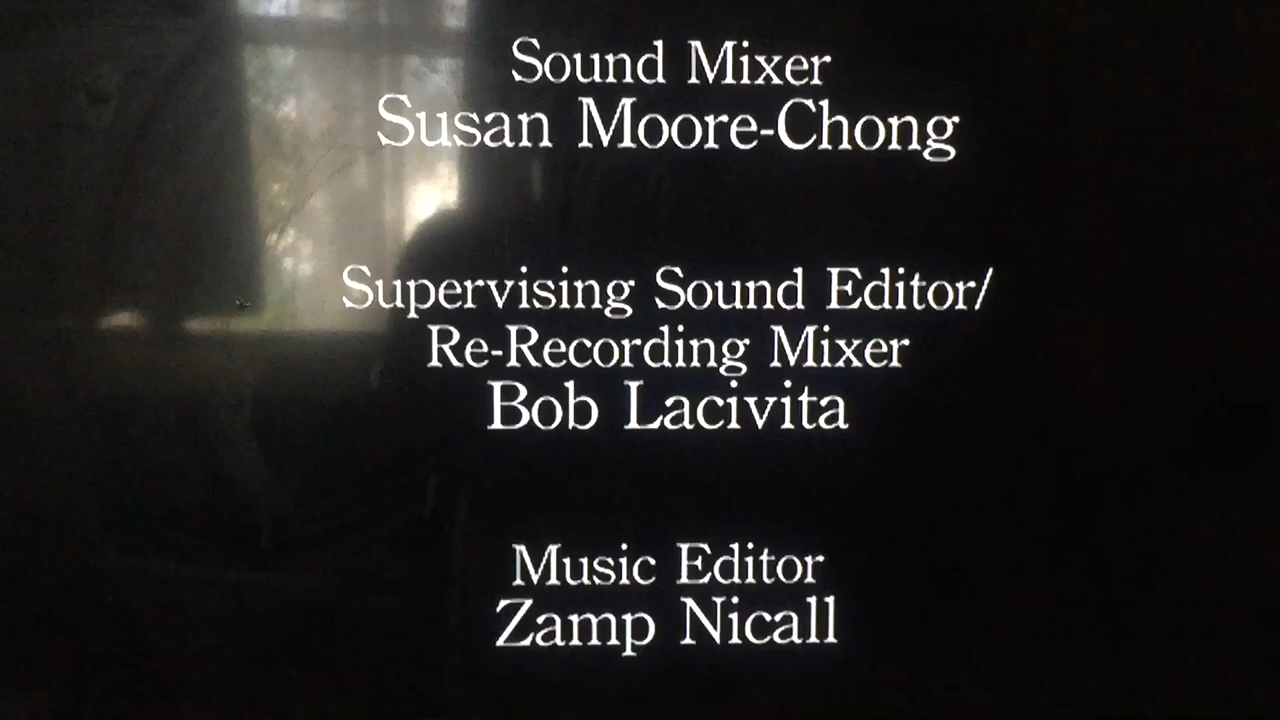 Sound Mixer
Susan Moore-Chong
Supervising Sound Editor/
Re-Recording Mixer
Bob Lacivita
Music Editor
Zamp Nicall